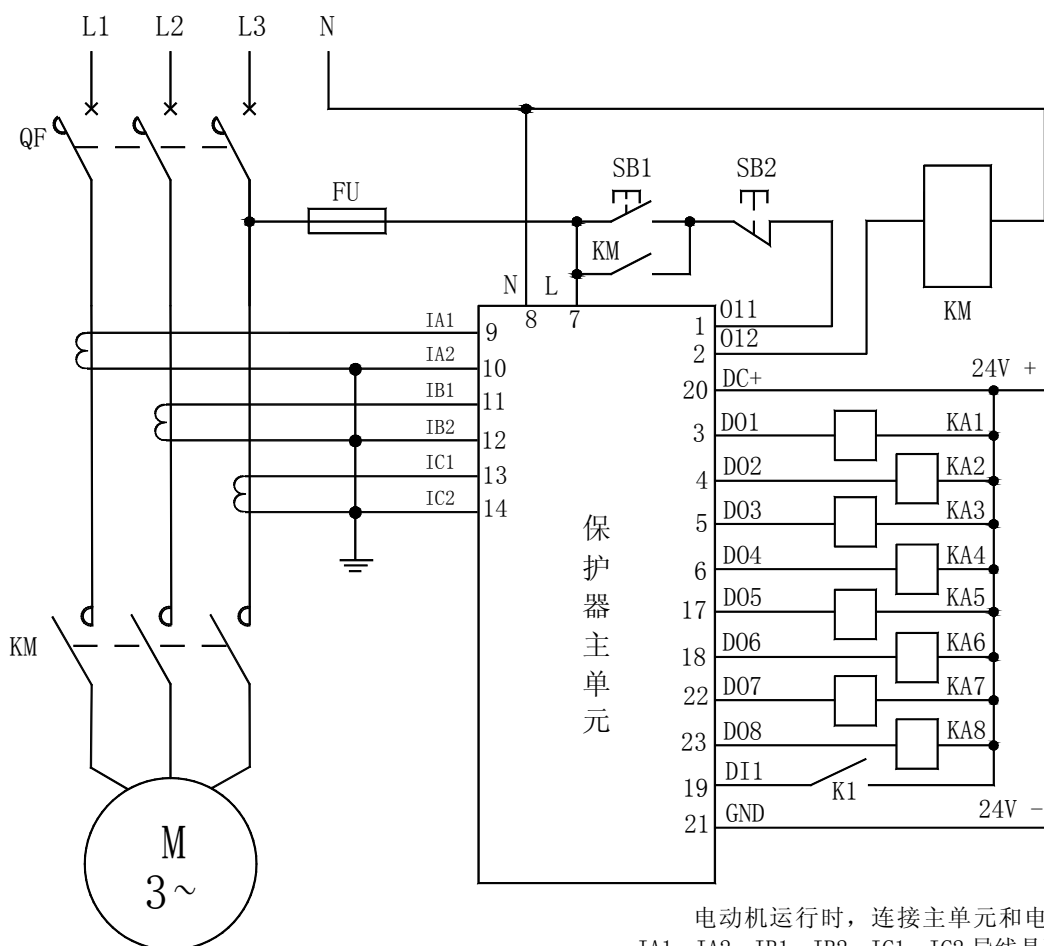 L1 L2 L3 N
QF
FU
SB1 SB2
KM
KM
N L
8 7
IA1 9
IA2 10
IB1 11
IB2 12
IC1 13
IC2 14
保护器主单元
1 O11
2 O12
20 DC+ 24V +
3 DO1 KA1
4 DO2 KA2
5 DO3 KA3
6 DO4 KA4
17 DO5 KA5
18 DO6 KA6
22 DO7 KA7
23 DO8 KA8
19 DI1 K1
21 GND 24V -
KM
M
3~
电动机运行时，连接主单元和电
IA1、IA2、IB1、IB2、IC1、IC2导线是